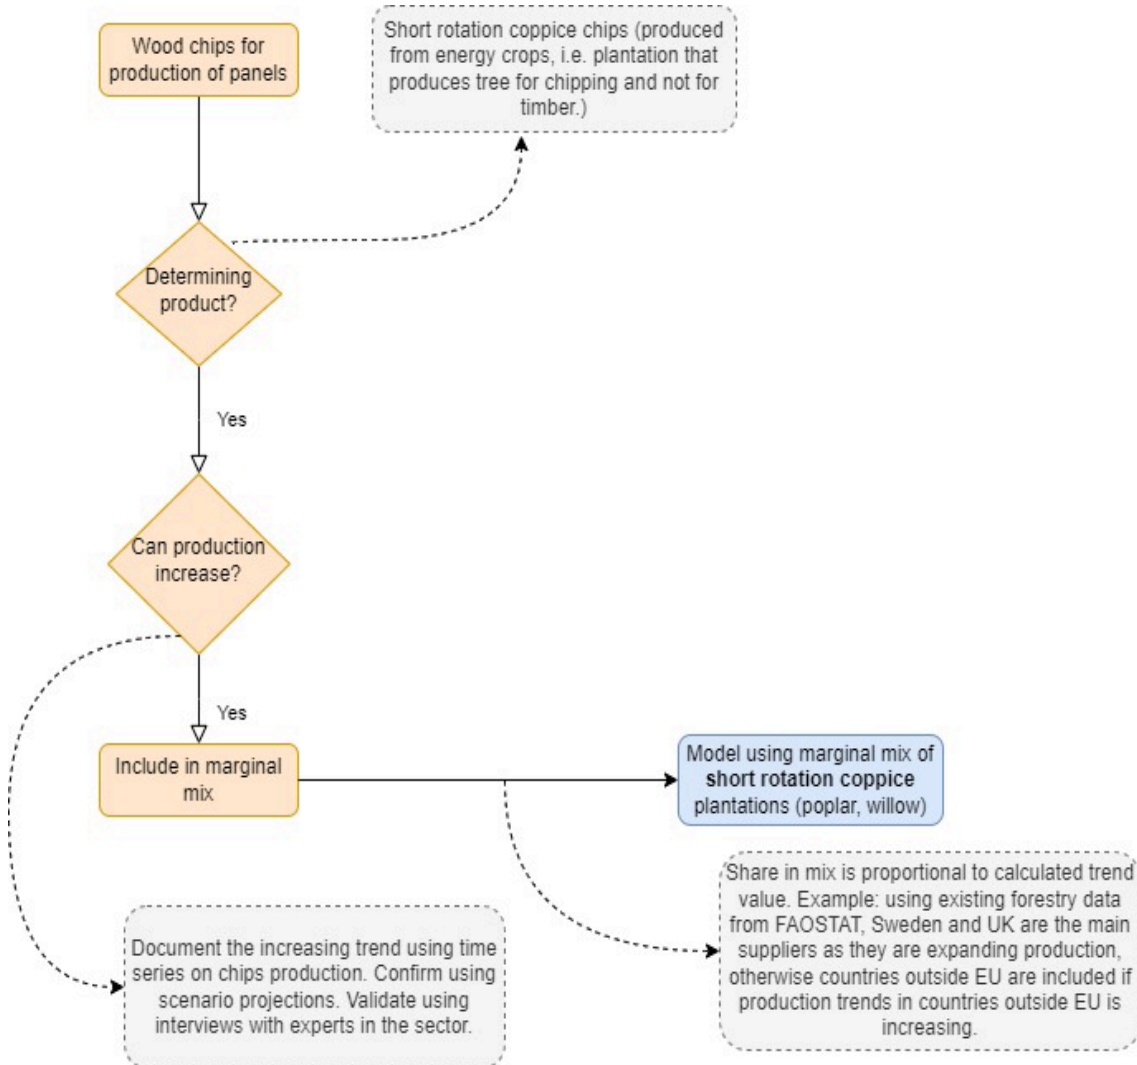 Wood chips for
production of panels
Short rotation coppice chips (produced
from energy crops, i.e. plantation that
produces tree for chipping and not for
timber.)
Determining
product?
Yes
Can production
increase?
Yes
Include in marginal
mix
Model using marginal mix of
short rotation coppice
plantations (poplar, willow)
Share in mix is proportional to calculated trend
value. Example: using existing forestry data
from FAOSTAT, Sweden and UK are the main
suppliers as they are expanding production,
otherwise countries outside EU are included if
production trends in countries outside EU is
increasing.
Document the increasing trend using time
series on chips production. Confirm using
scenario projections. Validate using
interviews with experts in the sector.